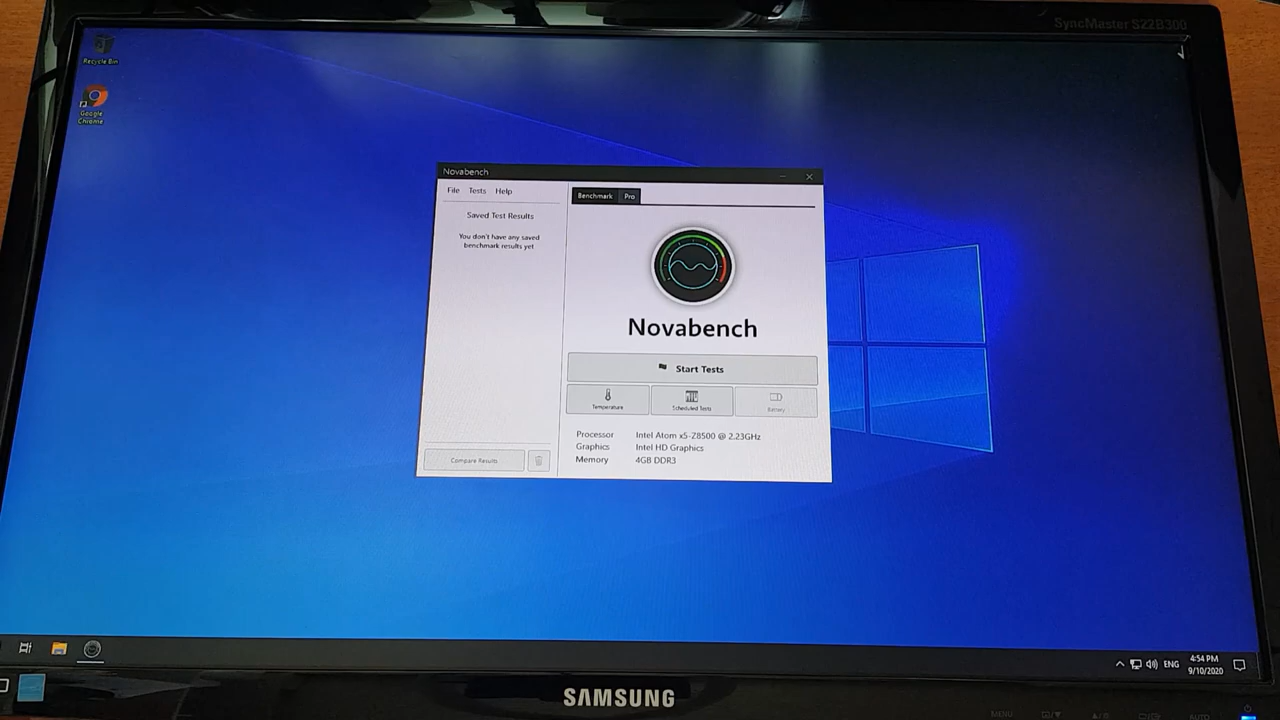 SyncMaster S22B300
Recycle Bin
Google
Chrome
Novabench
File Tests Help
Saved Test Results
You don't have any saved
benchmark results yet
Compare Results
Benchmark Pro
Novabench
Start Tests
Temperature
Scheduled Tests
Battery
Processor Intel Atom x5-Z8500 @ 2.23GHz
Graphics Intel HD Graphics
Memory 4GB DDR3
ENG
4:54 PM
9/10/2020
SAMSUNG
MENU
AUTO